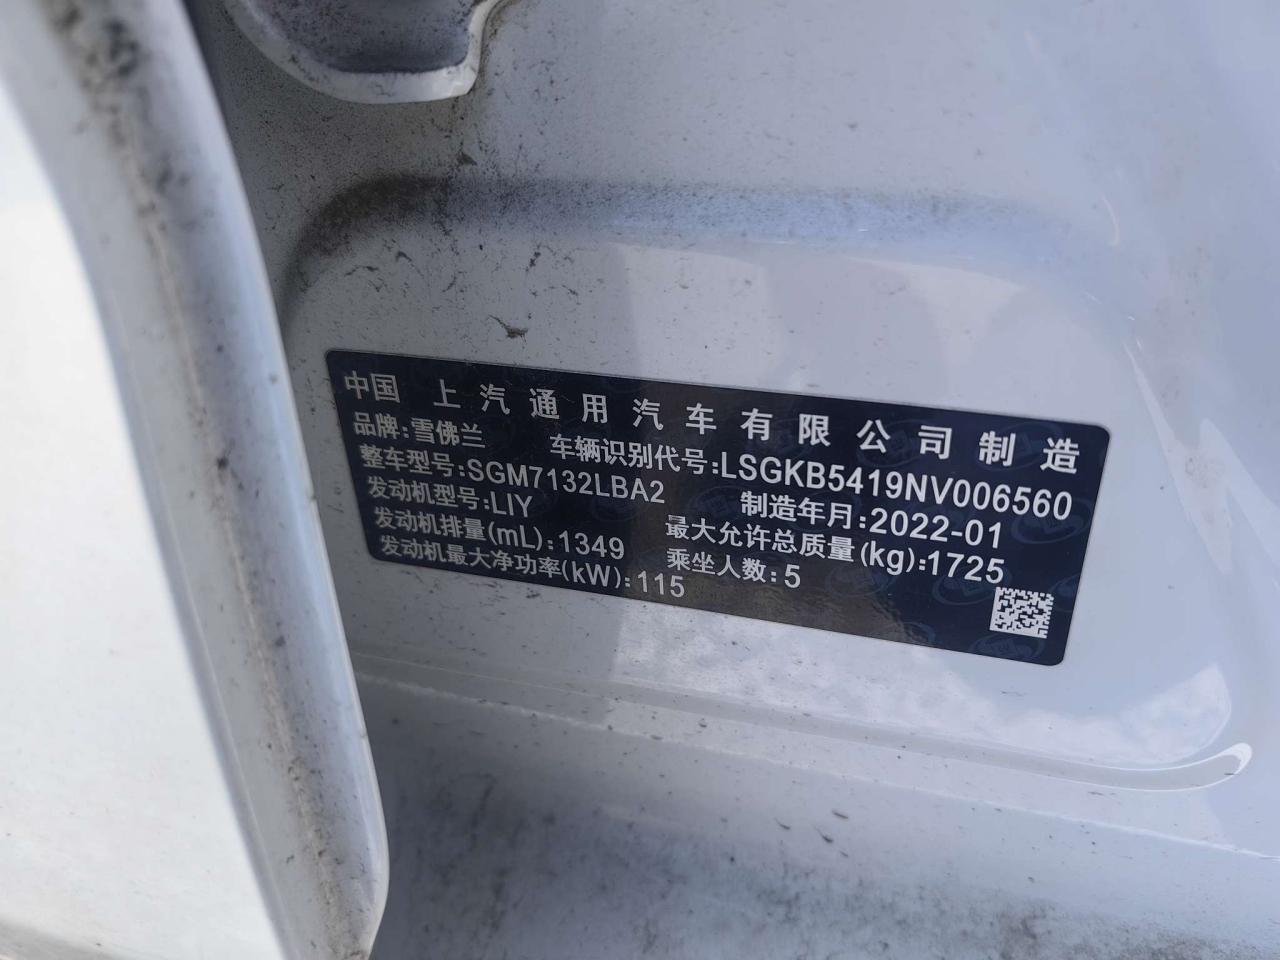 中国 上汽通用汽车有限公司制造
品牌:雪佛兰 车辆识别代号:LSGKB5419NV006560
整车型号:SGM7132LBA2 制造年月:2022-01
发动机型号:LIY 最大允许总质量(kg):1725
发动机排量(mL):1349 乘坐人数:5
发动机最大净功率(kW):115